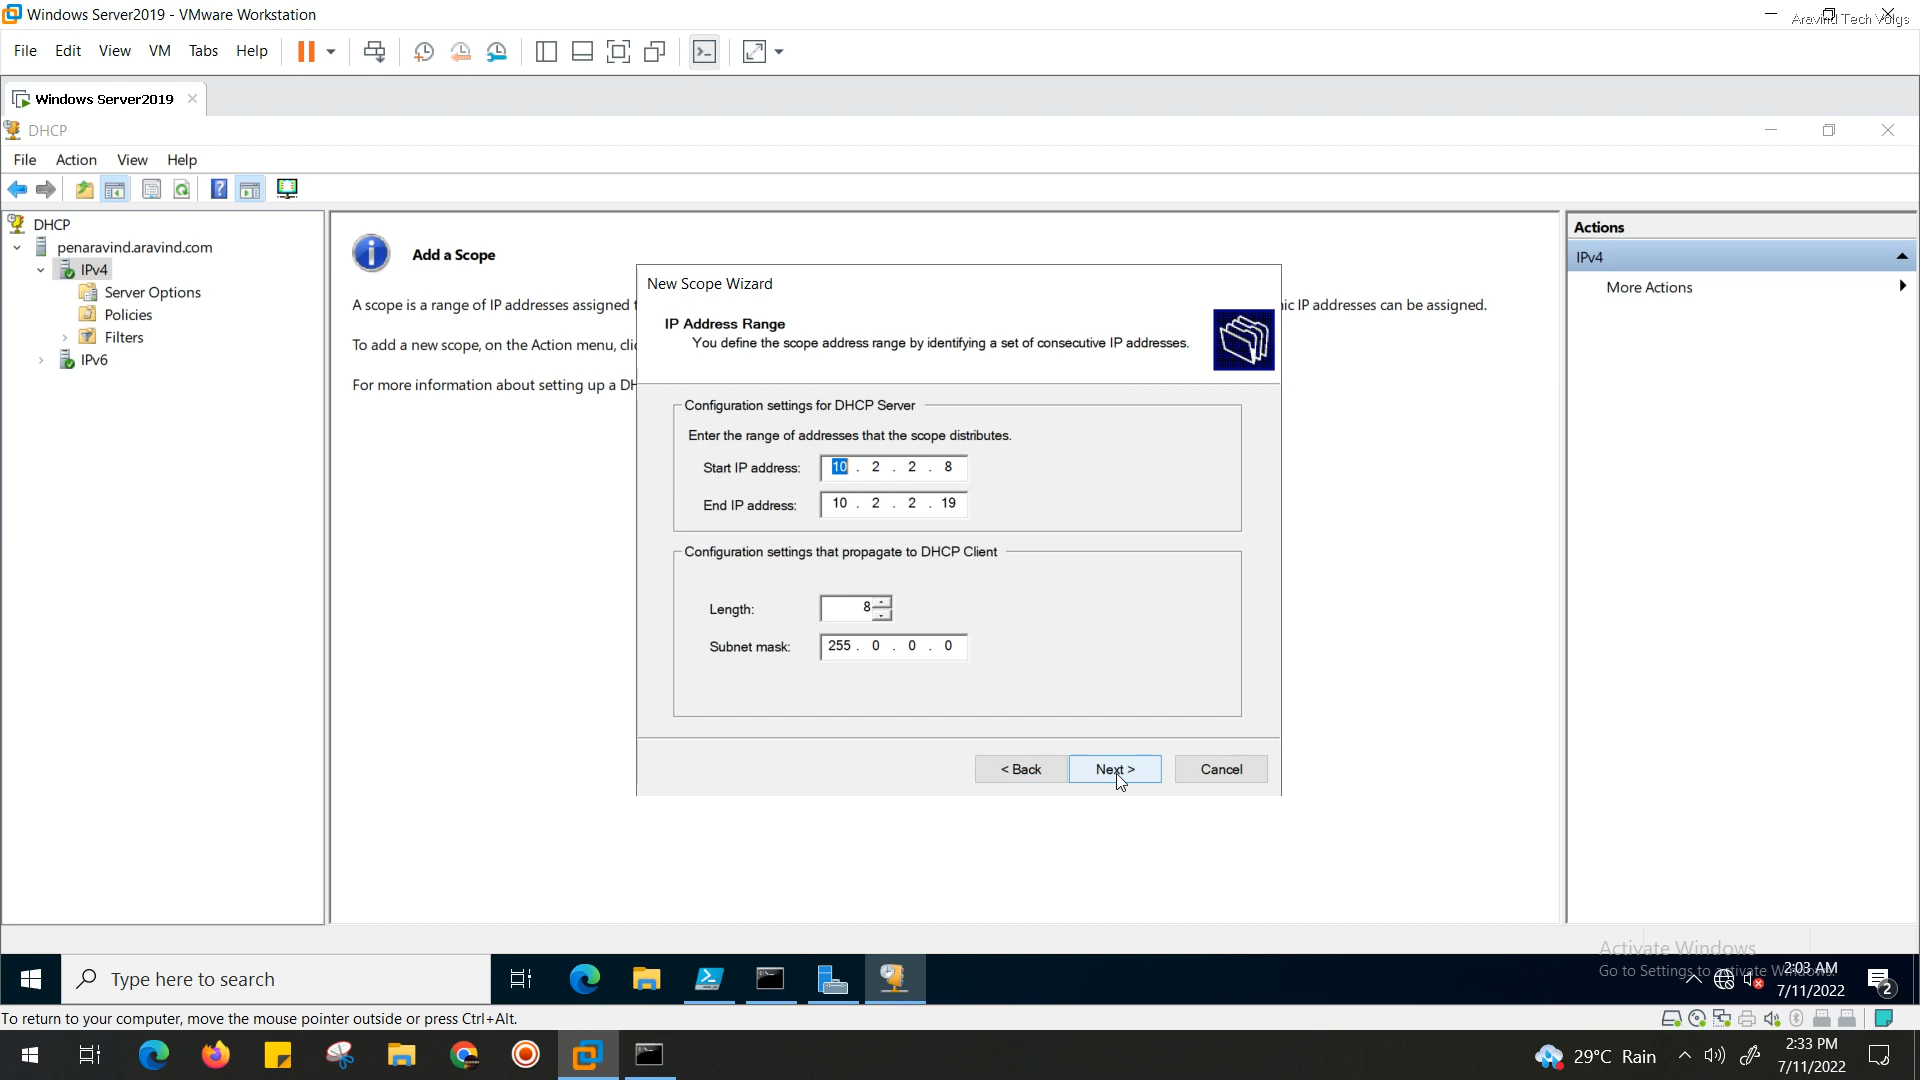 Windows Server2019 - VMware Workstation
Aravind Tech Volgs
File Edit View VM Tabs Help
Windows Server2019
DHCP
File Action View Help
DHCP
penaravind.aravind.com
IPv4
Server Options
Policies
Filters
IPv6
Add a Scope
A scope is a range of IP addresses assigned
ic IP addresses can be assigned.
To add a new scope, on the Action menu, clic
For more information about setting up a DH
New Scope Wizard
IP Address Range
You define the scope address range by identifying a set of consecutive IP addresses.
Configuration settings for DHCP Server
Enter the range of addresses that the scope distributes.
Start IP address: 10 . 2 . 2 . 8
End IP address: 10 . 2 . 2 . 19
Configuration settings that propagate to DHCP Client
Length: 8
Subnet mask: 255 . 0 . 0 . 0
< Back Next > Cancel
Actions
IPv4
More Actions
Activate Windows
Go to Settings to activate Windows.
Type here to search
2:03 AM
7/11/2022
2
To return to your computer, move the mouse pointer outside or press Ctrl+Alt.
29°C Rain
2:33 PM
7/11/2022